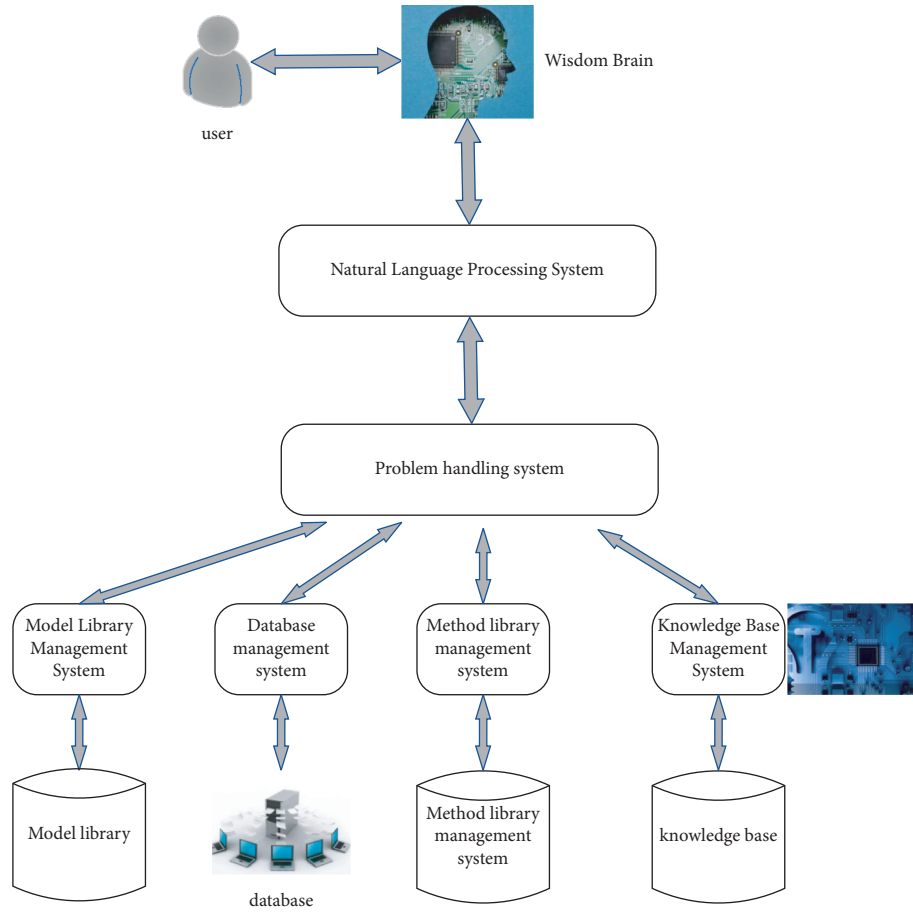 Wisdom Brain
user
Natural Language Processing System
Problem handling system
Model Library
Management
System
Database
management
system
Method library
management
system
Knowledge Base
Management
System
Model library
database
Method library
management
system
knowledge base